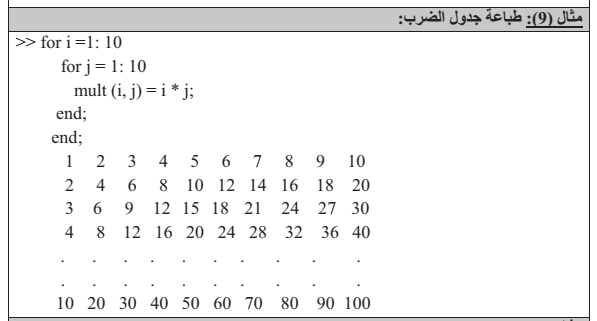 مثال (9): طباعة جدول الضرب:
>> for i =1: 10
for j = 1: 10
mult (i, j) = i * j;
end;
end;
1 2 3 4 5 6 7 8 9 10
2 4 6 8 10 12 14 16 18 20
3 6 9 12 15 18 21 24 27 30
4 8 12 16 20 24 28 32 36 40
. . . . . . . . . .
. . . . . . . . . .
10 20 30 40 50 60 70 80 90 100